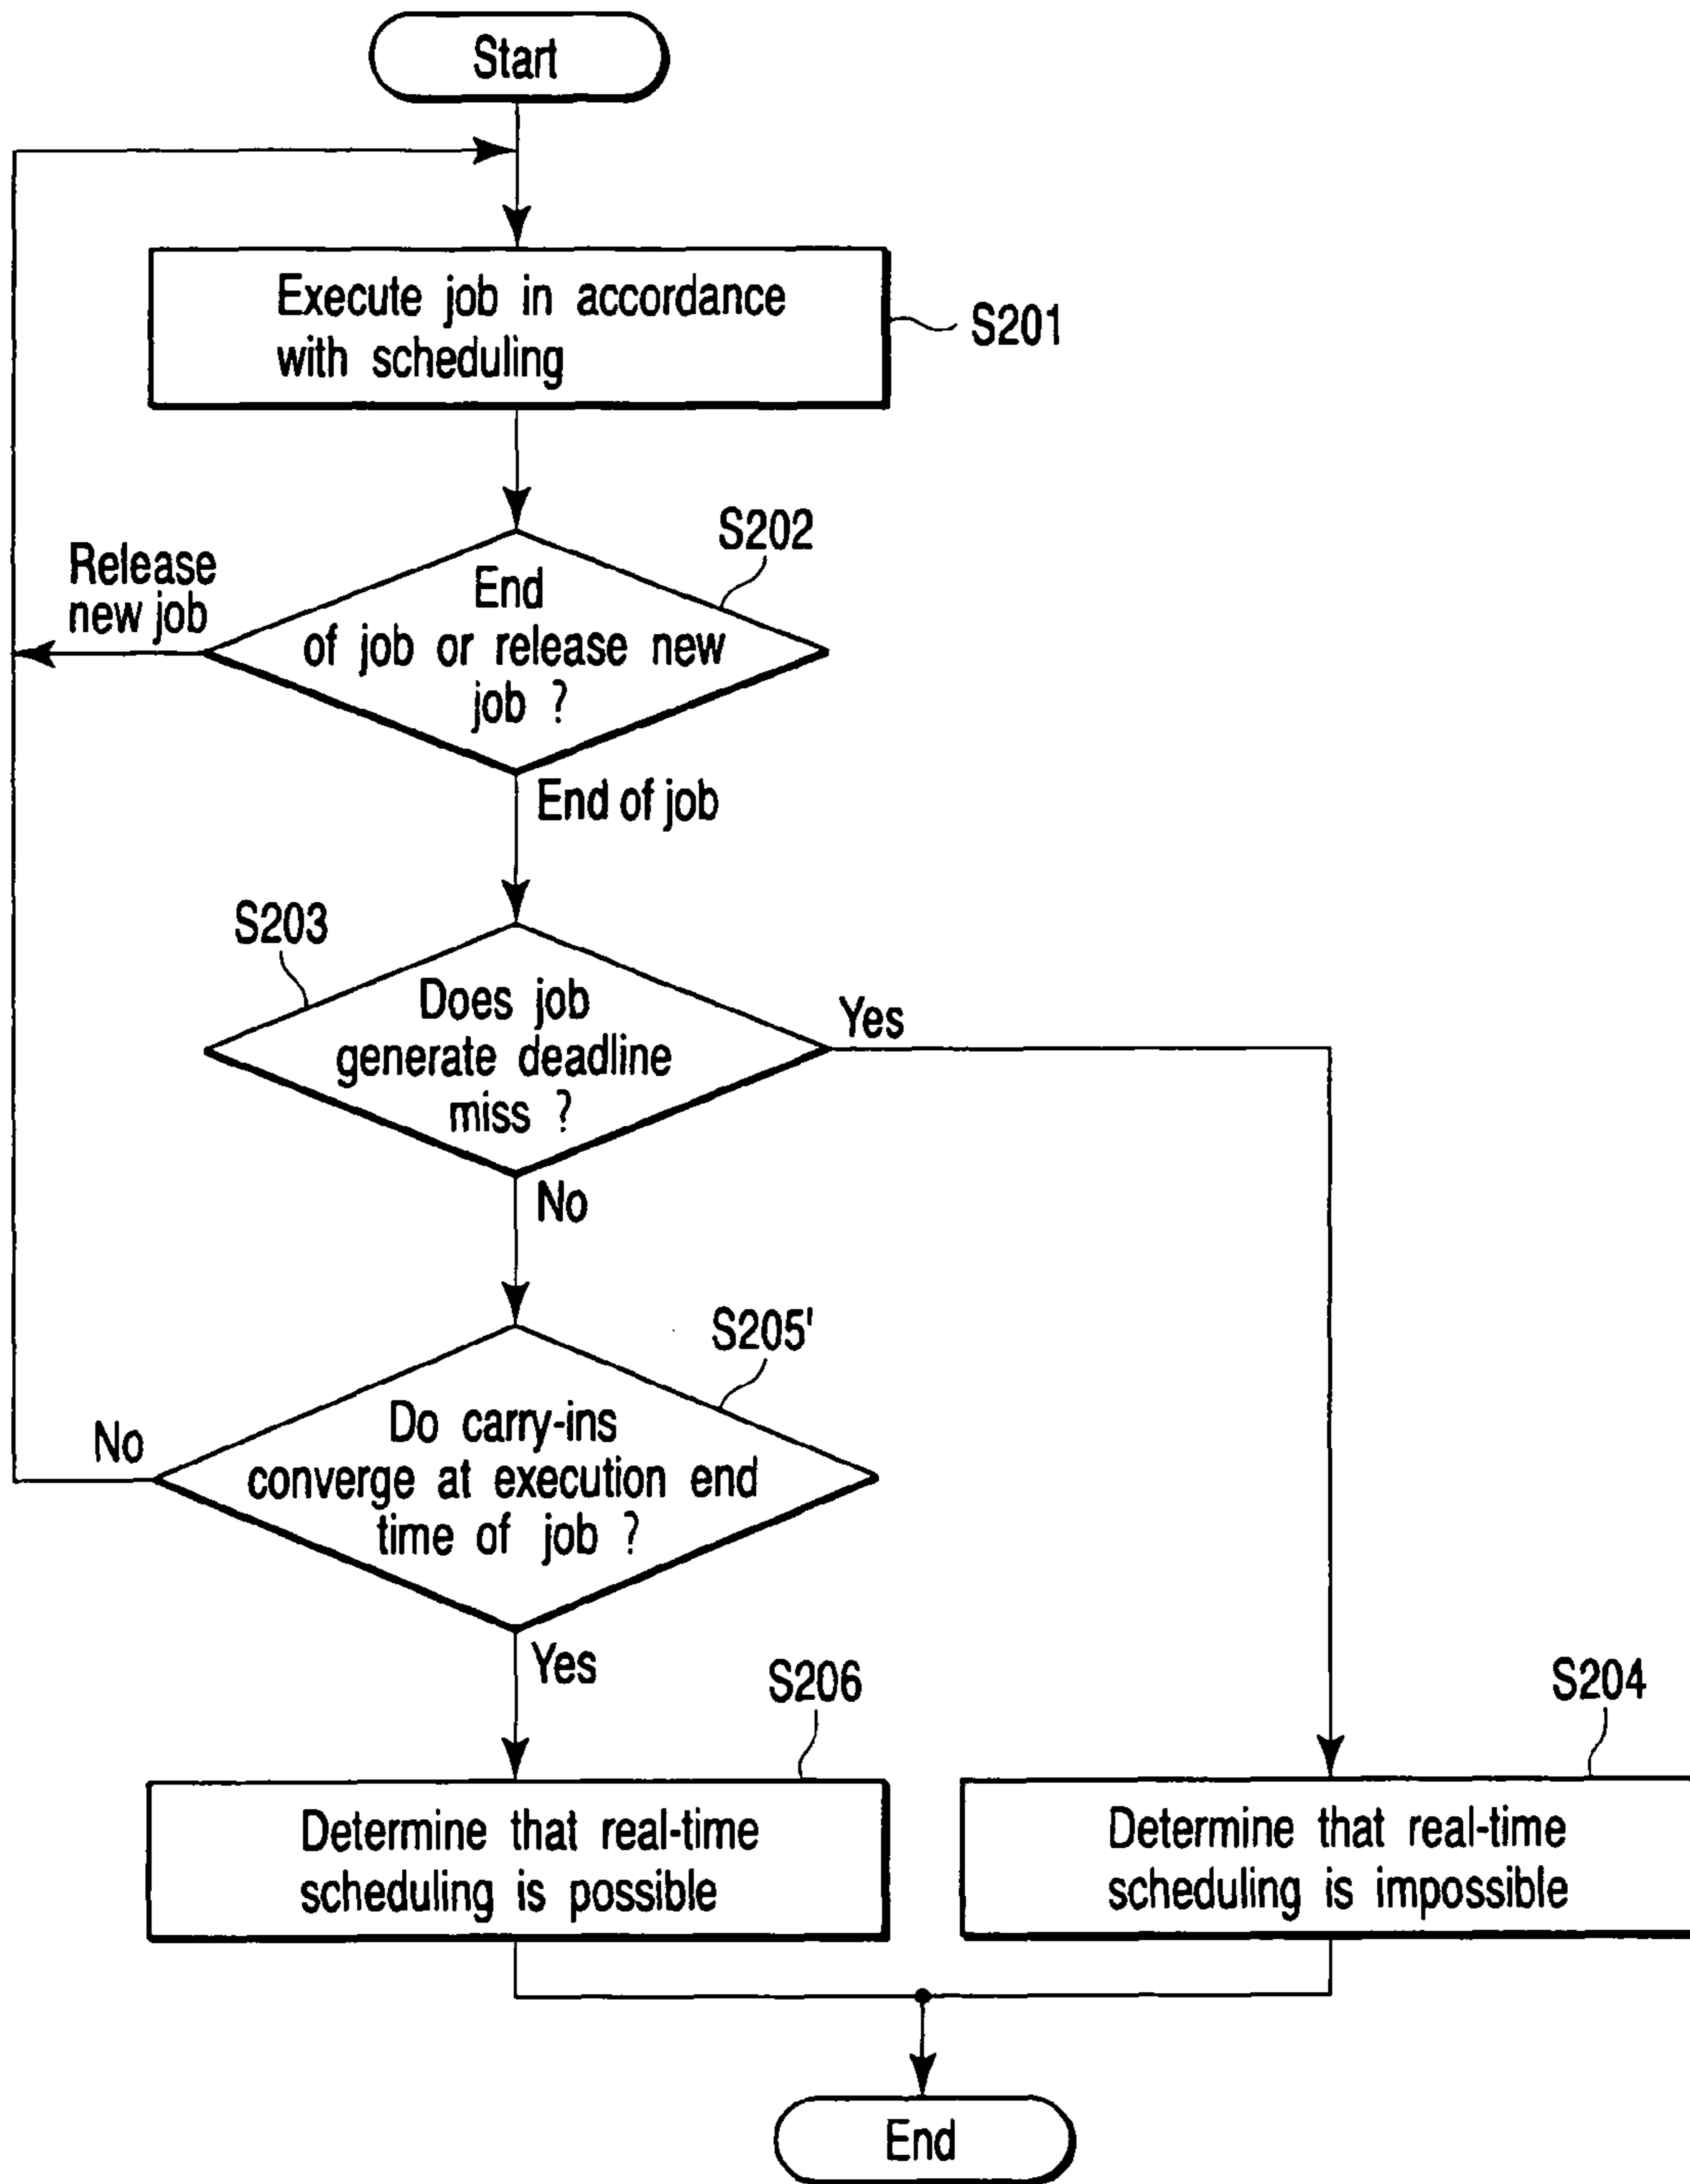 Start
Execute job in accordance
with scheduling
S201
S202
Release
new job
End
of job or release new
job ?
End of job
S203
Does job
generate deadline
miss ?
Yes
No
S205'
Do carry-ins
converge at execution end
time of job ?
No
Yes
S206
S204
Determine that real-time
scheduling is possible
Determine that real-time
scheduling is impossible
End